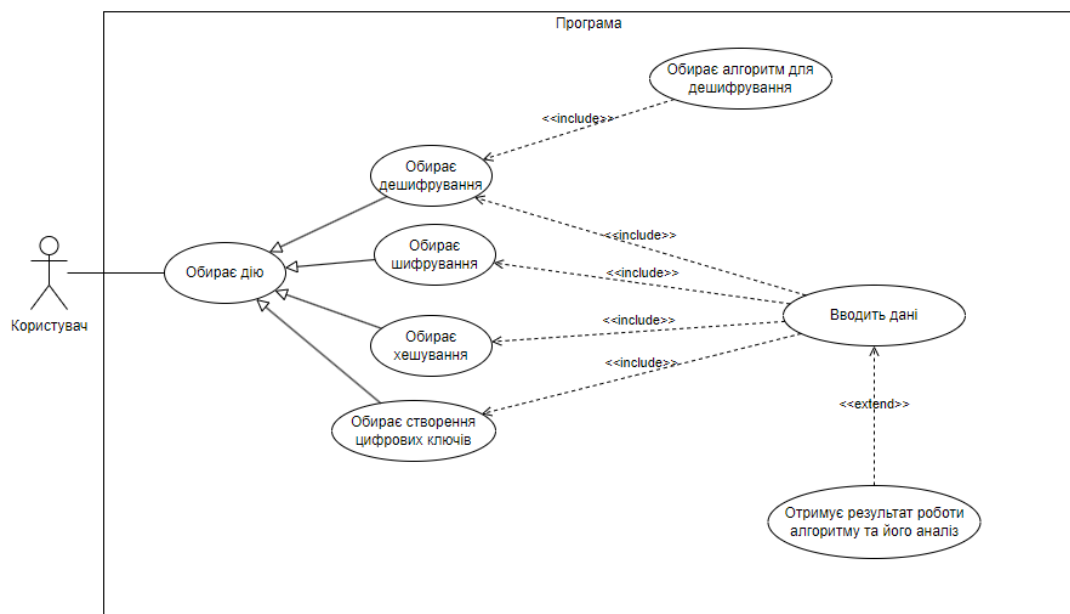 Програма
Обирає алгоритм для
дешифрування
<<include>>
Обирає
дешифрування
<<include>>
Обирає
шифрування
<<include>>
Обирає дію
Користувач
Вводить дані
<<include>>
Обирає
хешування
<<include>>
Обирає створення
цифрових ключів
<<extend>>
Отримує результат роботи
алгоритму та його аналіз